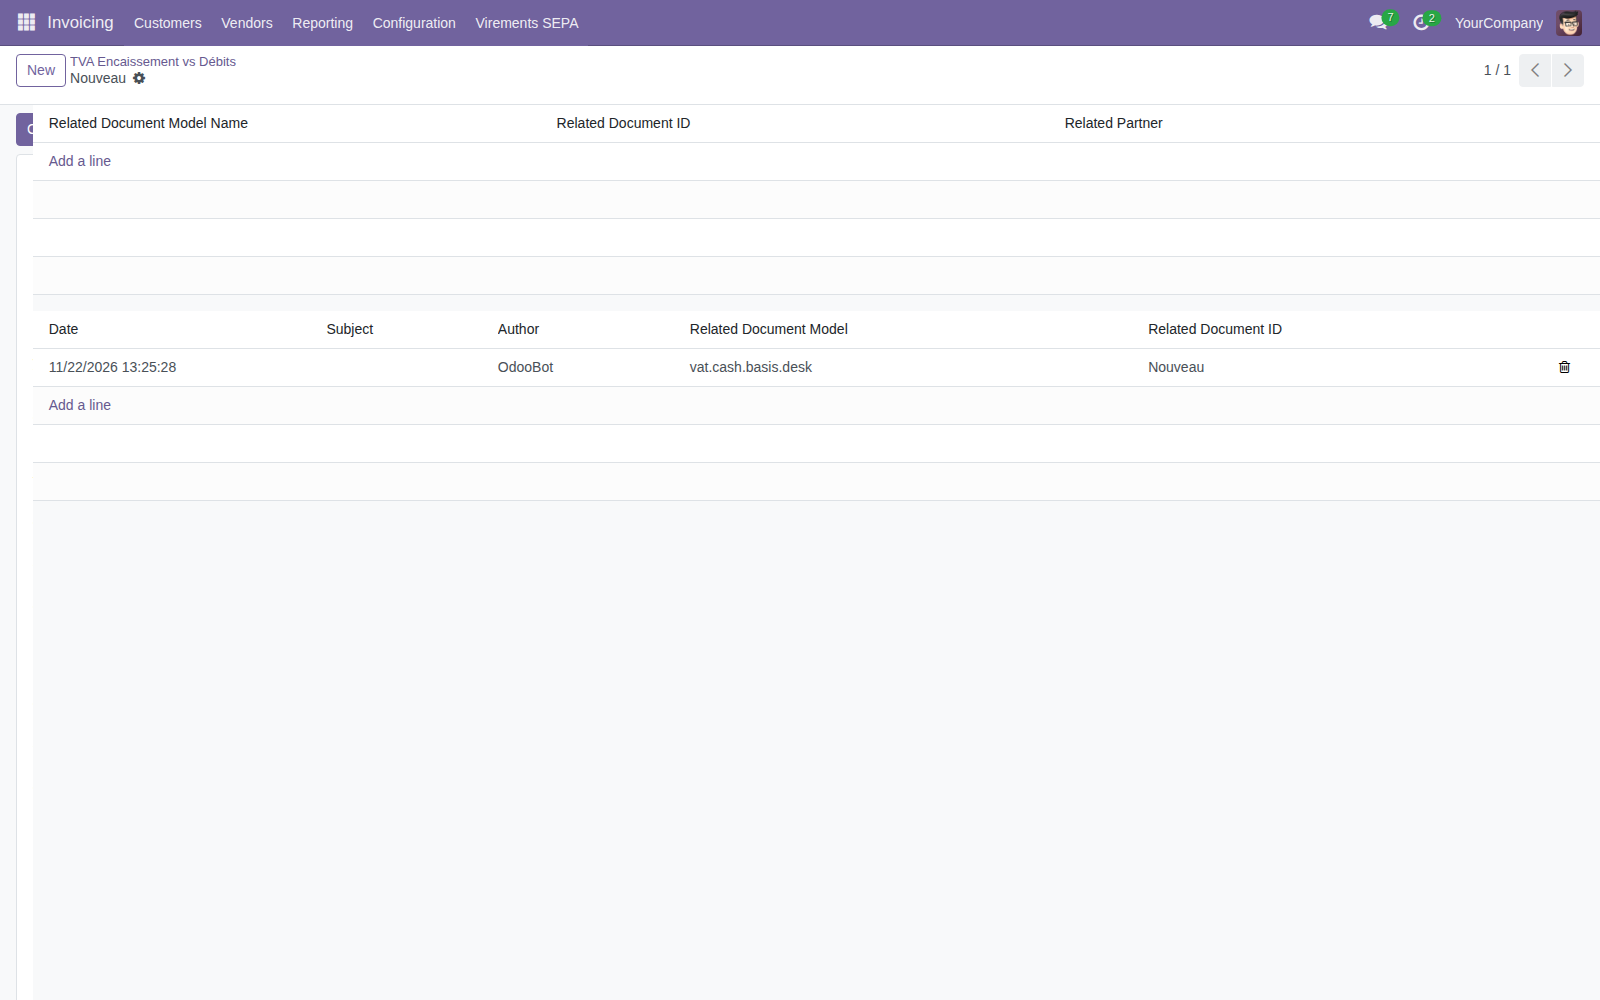 Invoicing Customers Vendors Reporting Configuration Virements SEPA 7 2 YourCompany
New TVA Encaissement vs Débits
Nouveau 1 / 1
Related Document Model Name Related Document ID Related Partner
Add a line
Date Subject Author Related Document Model Related Document ID
11/22/2026 13:25:28 OdooBot vat.cash.basis.desk Nouveau
Add a line